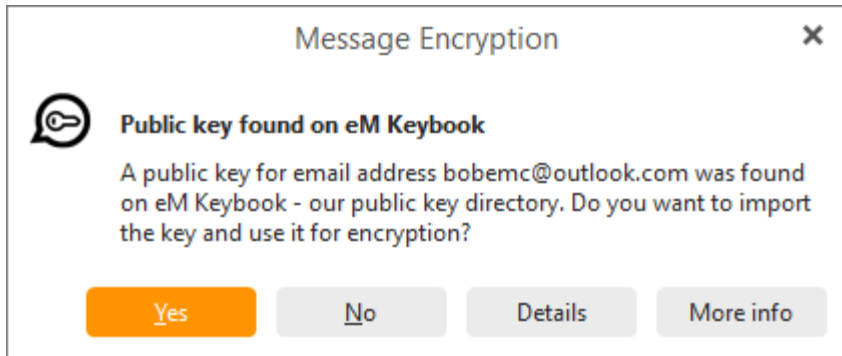 Message Encryption
Public key found on eM Keybook
A public key for email address bobemc@outlook.com was found
on eM Keybook - our public key directory. Do you want to import
the key and use it for encryption?
Yes
No
Details
More info